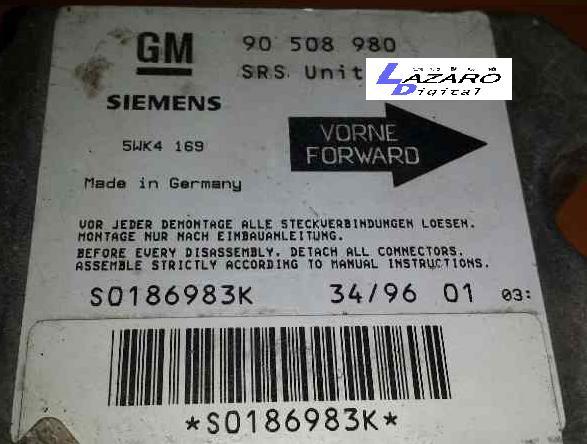 GM 90 508 980
SRS Unit
LAZARO
Digital
SIEMENS
5WK4 169
VORNE
FORWARD
Made in Germany
VOR JEDER DEMONTAGE ALLE STECKVERBINDUNGEN LOESEN.
MONTAGE NUR NACH EINBAUANLEITUNG.
BEFORE EVERY DISASSEMBLY. DETACH ALL CONNECTORS.
ASSEMBLE STRICTLY ACCORDING TO MANUAL INSTRUCTIONS.
S0186983K 34/96 01 03:
*S0186983K*